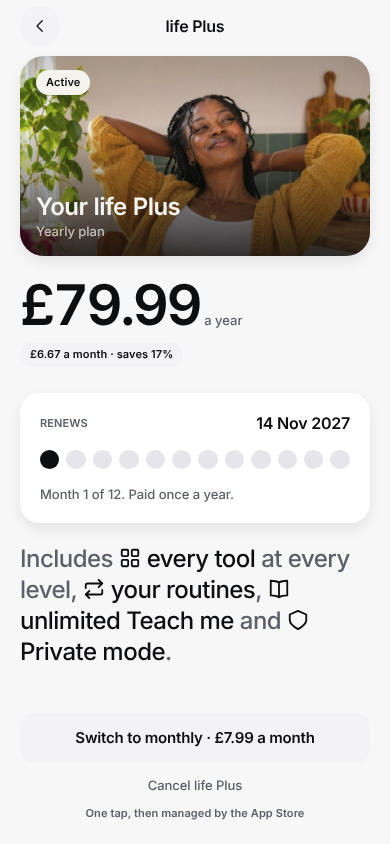 life Plus
Active
Your life Plus
Yearly plan
£79.99 a year
£6.67 a month · saves 17%
RENEWS 14 Nov 2027
Month 1 of 12. Paid once a year.
Includes every tool at every
level, your routines,
unlimited Teach me and
Private mode.
Switch to monthly · £7.99 a month
Cancel life Plus
One tap, then managed by the App Store